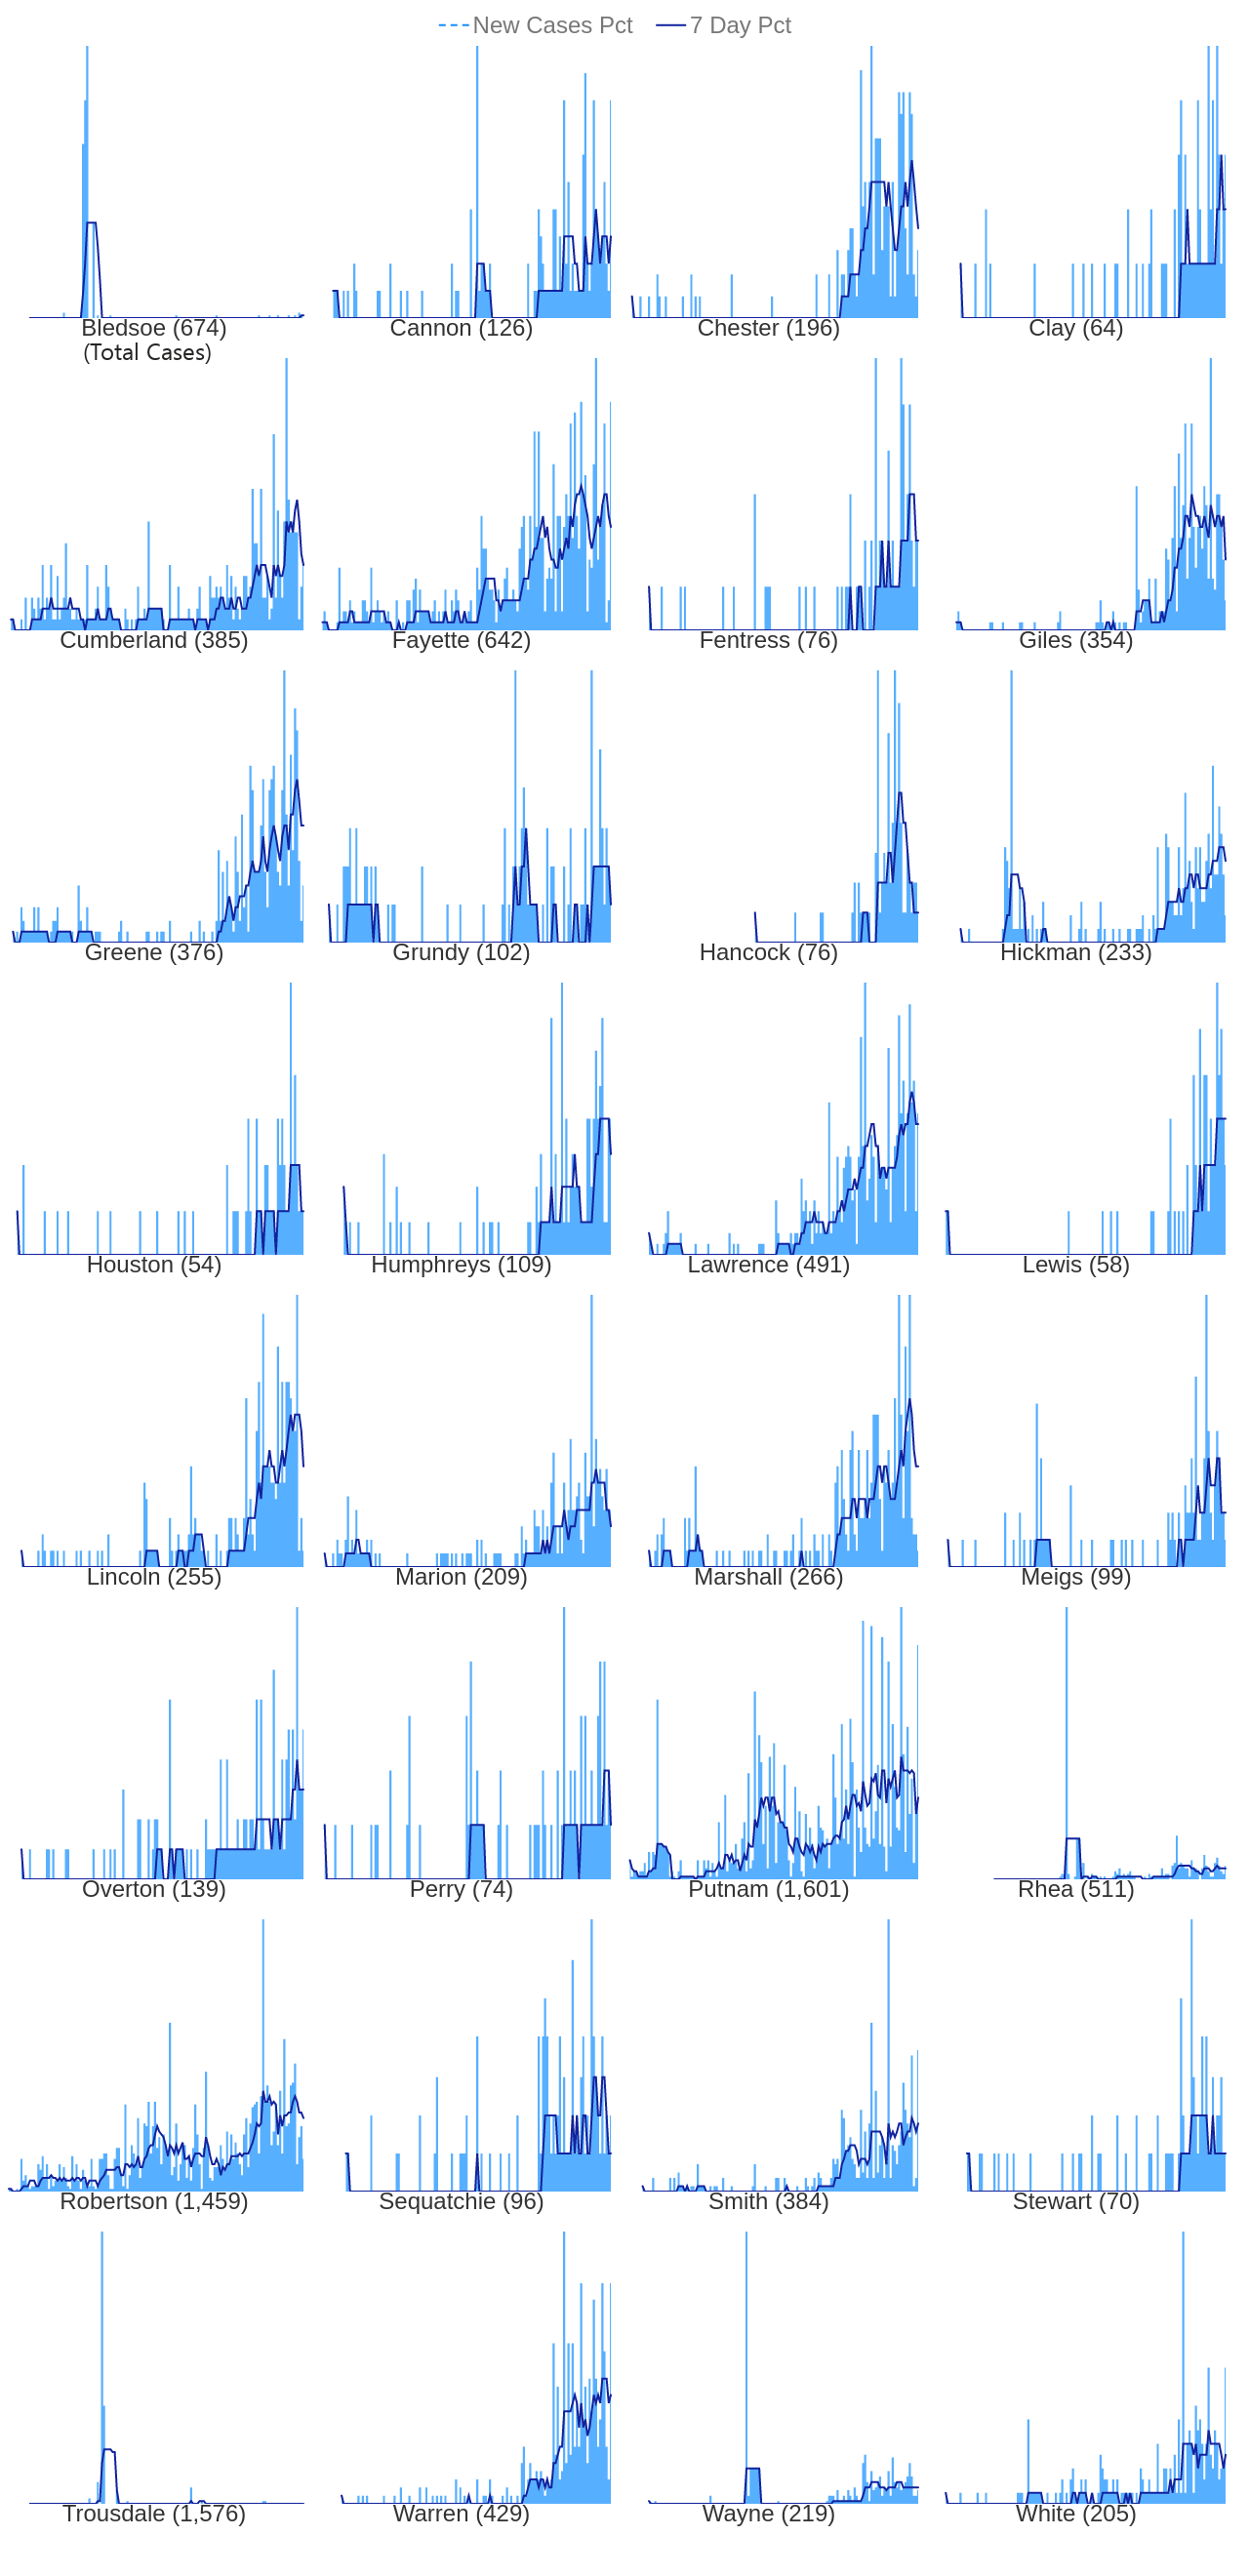 New Cases Pct 7 Day Pct
Bledsoe (674) Cannon (126) Chester (196) Clay (64)
(Total Cases)
Cumberland (385) Fayette (642) Fentress (76) Giles (354)
Greene (376) Grundy (102) Hancock (76) Hickman (233)
Houston (54) Humphreys (109) Lawrence (491) Lewis (58)
Lincoln (255) Marion (209) Marshall (266) Meigs (99)
Overton (139) Perry (74) Putnam (1,601) Rhea (511)
Robertson (1,459) Sequatchie (96) Smith (384) Stewart (70)
Trousdale (1,576) Warren (429) Wayne (219) White (205)